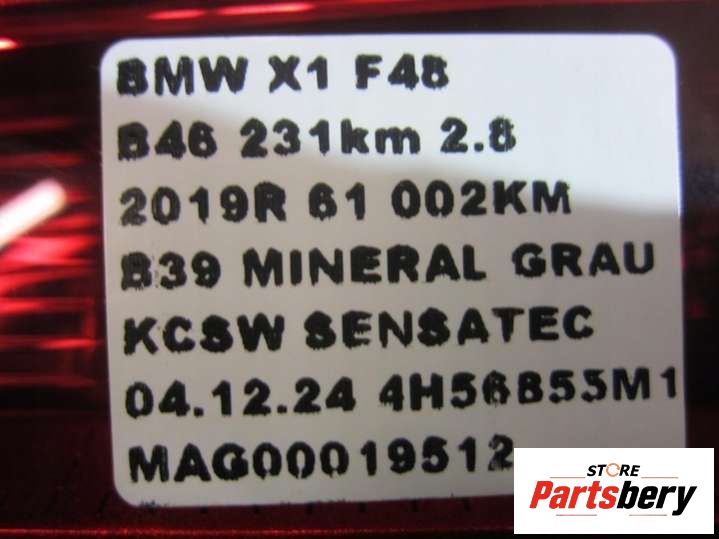 BMW X1 F48
B46 231km 2.8
2019R 61 002KM
B39 MINERAL GRAU
KCSW SENSATEC
04.12.24 4H56855M1
MAG00019512
STORE
Partsbery